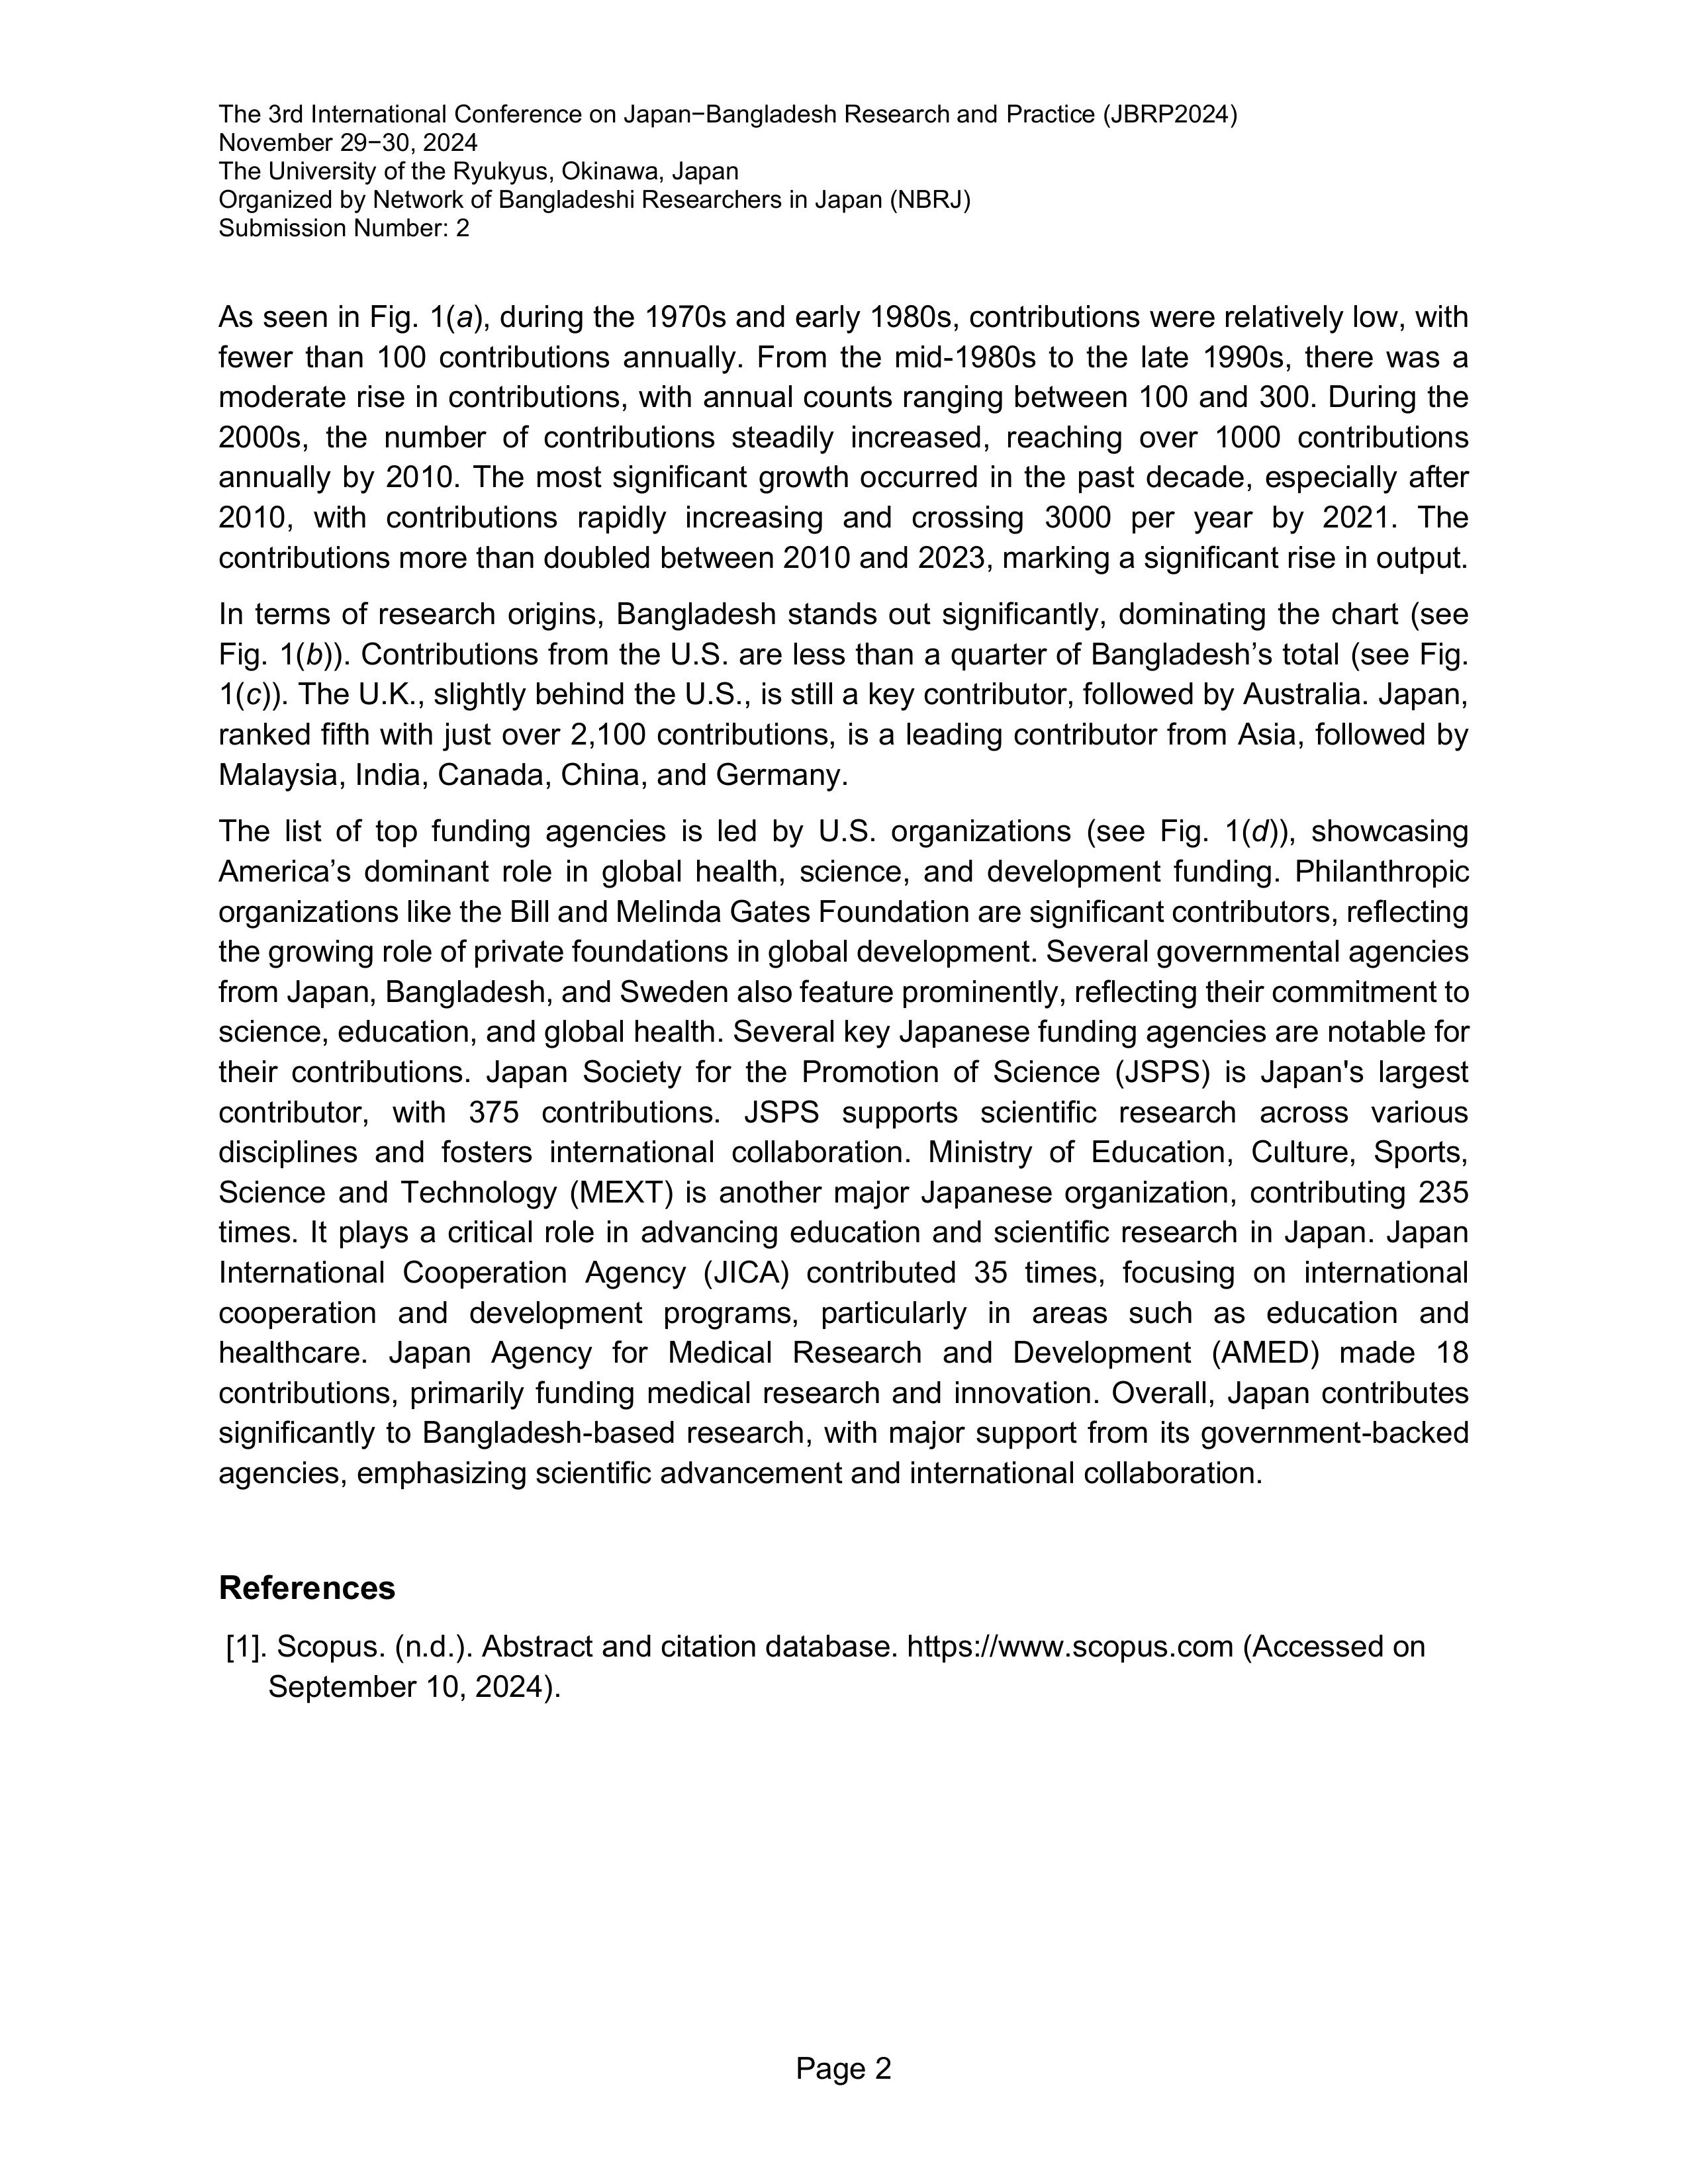 The 3rd International Conference on Japan−Bangladesh Research and Practice (JBRP2024)
November 29−30, 2024
The University of the Ryukyus, Okinawa, Japan
Organized by Network of Bangladeshi Researchers in Japan (NBRJ)
Submission Number: 2
As seen in Fig. 1(a), during the 1970s and early 1980s, contributions were relatively low, with
fewer than 100 contributions annually. From the mid-1980s to the late 1990s, there was a
moderate rise in contributions, with annual counts ranging between 100 and 300. During the
2000s, the number of contributions steadily increased, reaching over 1000 contributions
annually by 2010. The most significant growth occurred in the past decade, especially after
2010, with contributions rapidly increasing and crossing 3000 per year by 2021. The
contributions more than doubled between 2010 and 2023, marking a significant rise in output.
In terms of research origins, Bangladesh stands out significantly, dominating the chart (see
Fig. 1(b)). Contributions from the U.S. are less than a quarter of Bangladesh’s total (see Fig.
1(c)). The U.K., slightly behind the U.S., is still a key contributor, followed by Australia. Japan,
ranked fifth with just over 2,100 contributions, is a leading contributor from Asia, followed by
Malaysia, India, Canada, China, and Germany.
The list of top funding agencies is led by U.S. organizations (see Fig. 1(d)), showcasing
America’s dominant role in global health, science, and development funding. Philanthropic
organizations like the Bill and Melinda Gates Foundation are significant contributors, reflecting
the growing role of private foundations in global development. Several governmental agencies
from Japan, Bangladesh, and Sweden also feature prominently, reflecting their commitment to
science, education, and global health. Several key Japanese funding agencies are notable for
their contributions. Japan Society for the Promotion of Science (JSPS) is Japan's largest
contributor, with 375 contributions. JSPS supports scientific research across various
disciplines and fosters international collaboration. Ministry of Education, Culture, Sports,
Science and Technology (MEXT) is another major Japanese organization, contributing 235
times. It plays a critical role in advancing education and scientific research in Japan. Japan
International Cooperation Agency (JICA) contributed 35 times, focusing on international
cooperation and development programs, particularly in areas such as education and
healthcare. Japan Agency for Medical Research and Development (AMED) made 18
contributions, primarily funding medical research and innovation. Overall, Japan contributes
significantly to Bangladesh-based research, with major support from its government-backed
agencies, emphasizing scientific advancement and international collaboration.
References
[1]. Scopus. (n.d.). Abstract and citation database. https://www.scopus.com (Accessed on
September 10, 2024).
Page 2